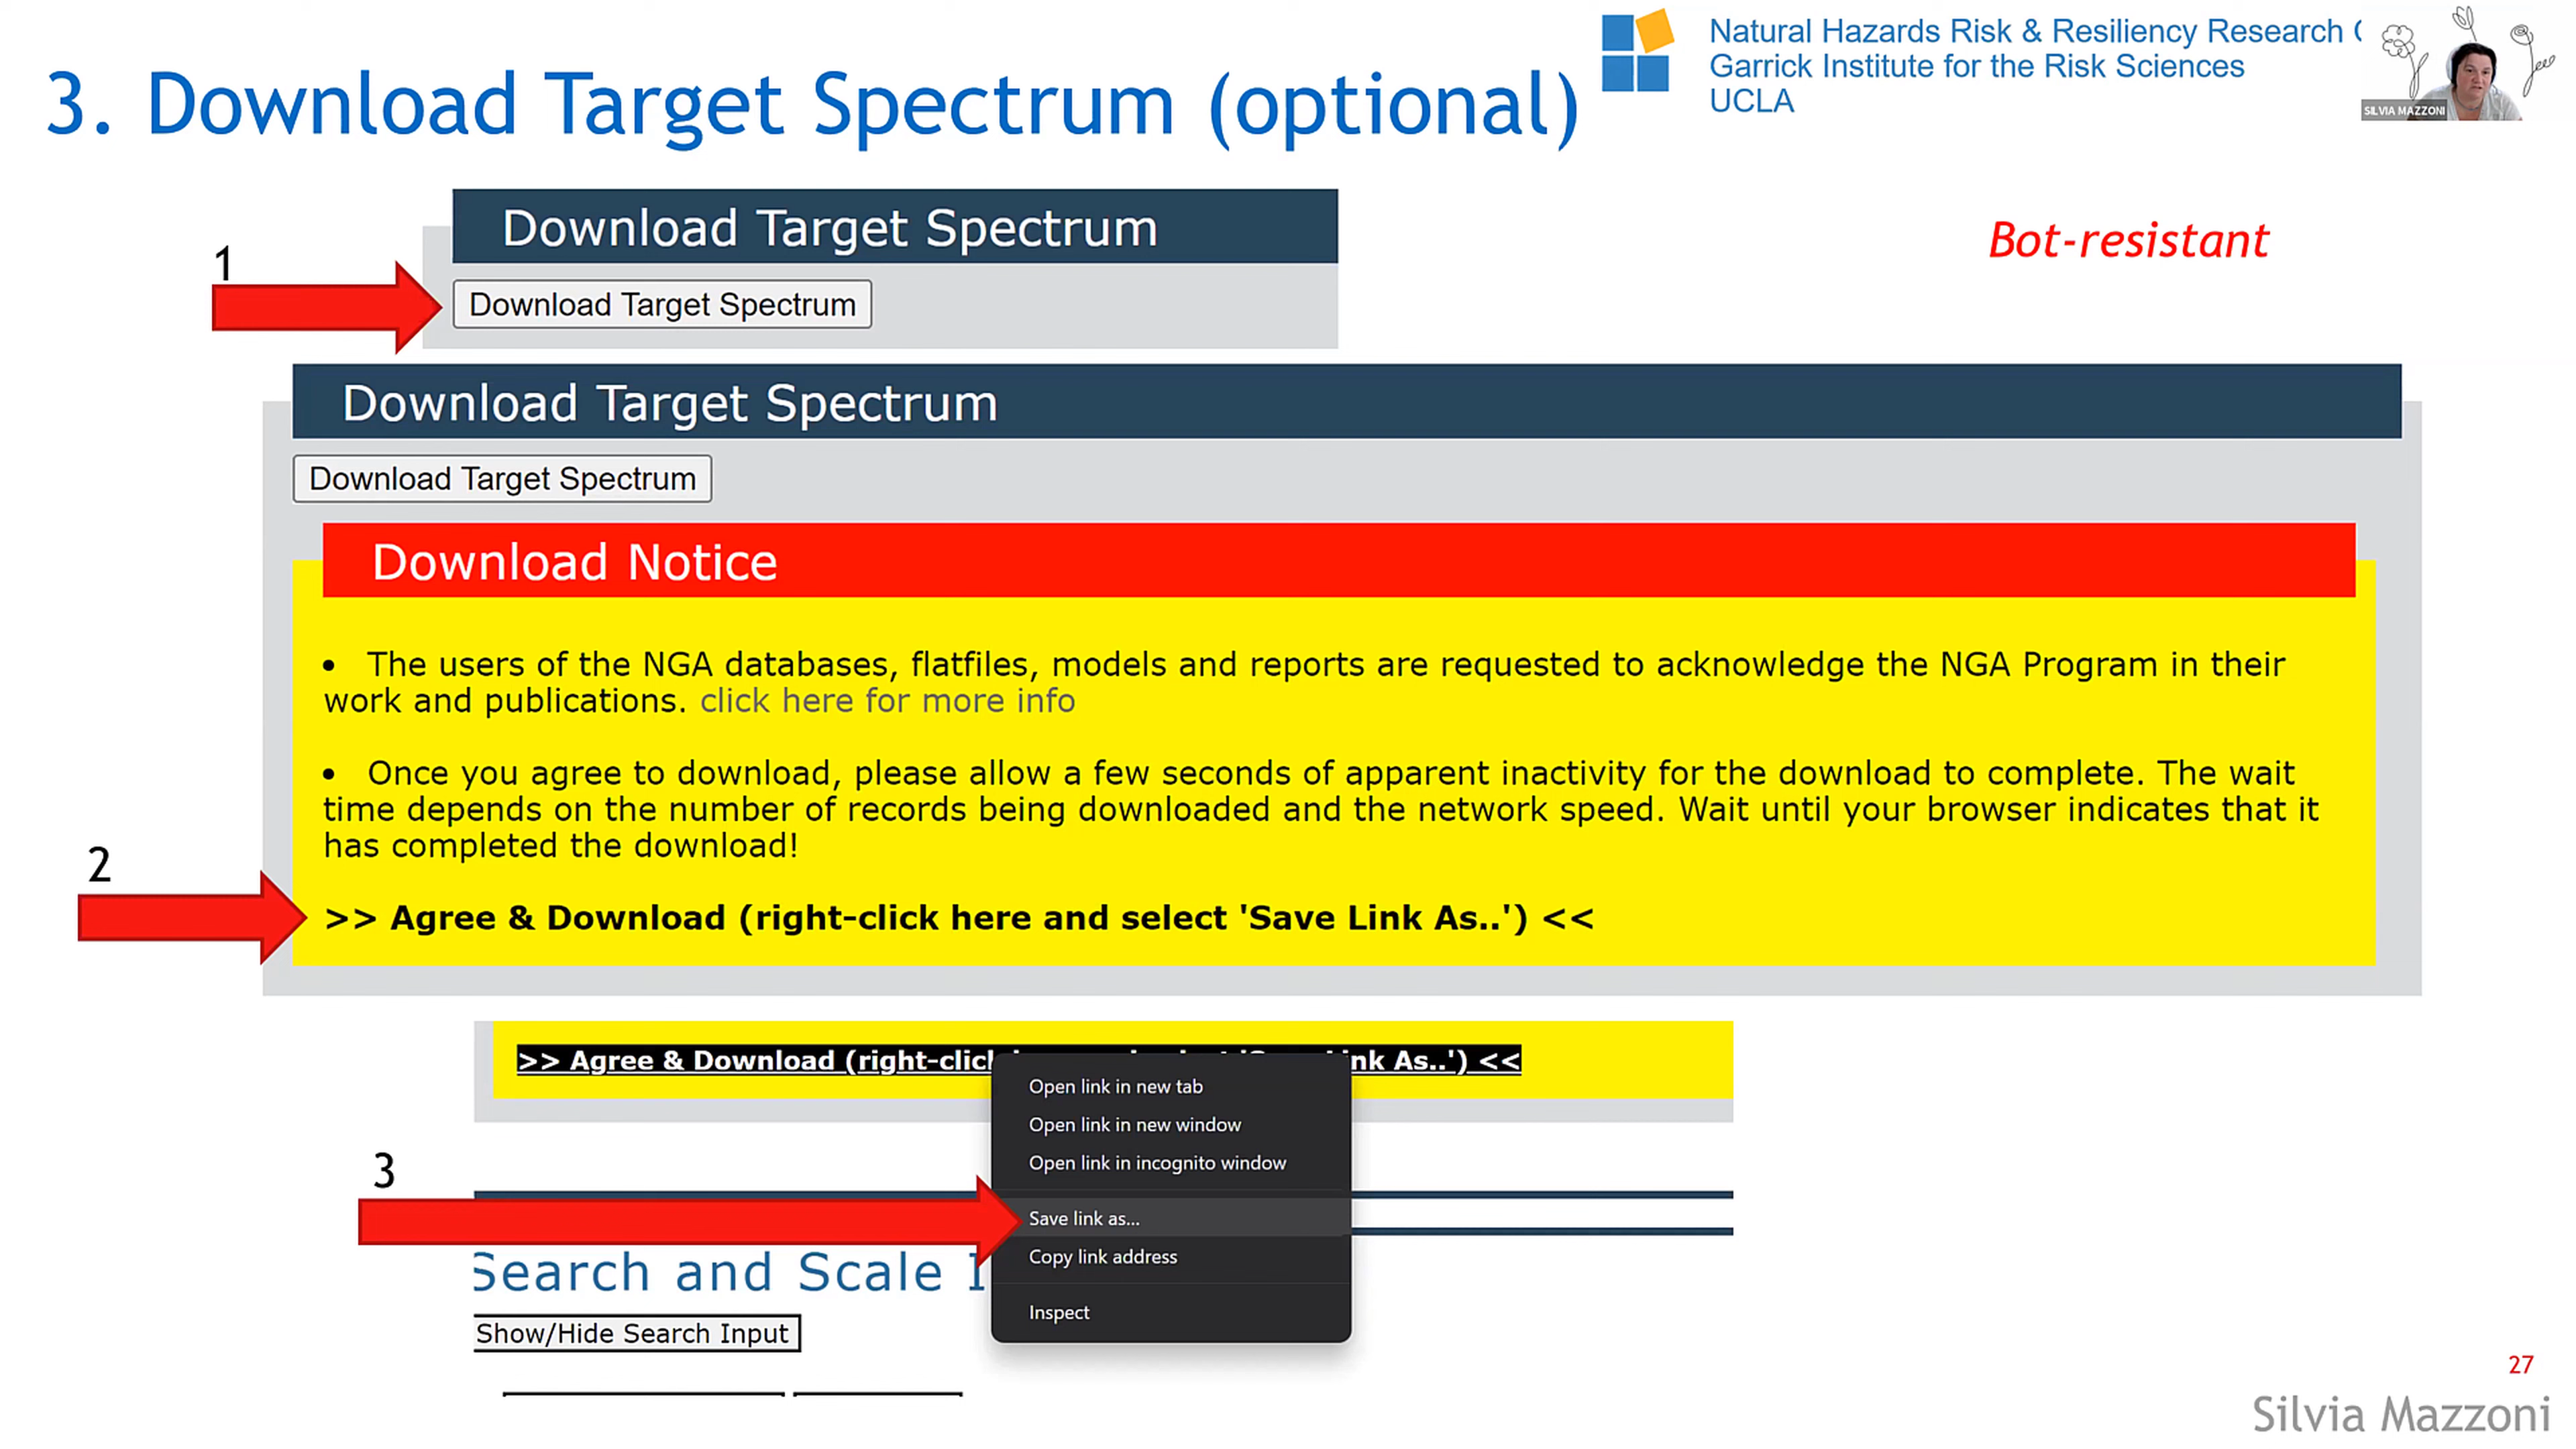 3. Download Target Spectrum (optional)
Natural Hazards Risk & Resiliency Research
Garrick Institute for the Risk Sciences
UCLA
SILVIA MAZZONI
Bot-resistant
1
Download Target Spectrum
Download Target Spectrum
Download Target Spectrum
Download Target Spectrum
Download Notice
• The users of the NGA databases, flatfiles, models and reports are requested to acknowledge the NGA Program in their
work and publications. click here for more info
• Once you agree to download, please allow a few seconds of apparent inactivity for the download to complete. The wait
time depends on the number of records being downloaded and the network speed. Wait until your browser indicates that it
has completed the download!
2
>> Agree & Download (right-click here and select 'Save Link As..') <<
>> Agree & Download (right-click nk As..') <<
Open link in new tab
Open link in new window
Open link in incognito window
3
Save link as...
Copy link address
Inspect
Search and Scale
Show/Hide Search Input
27
Silvia Mazzoni